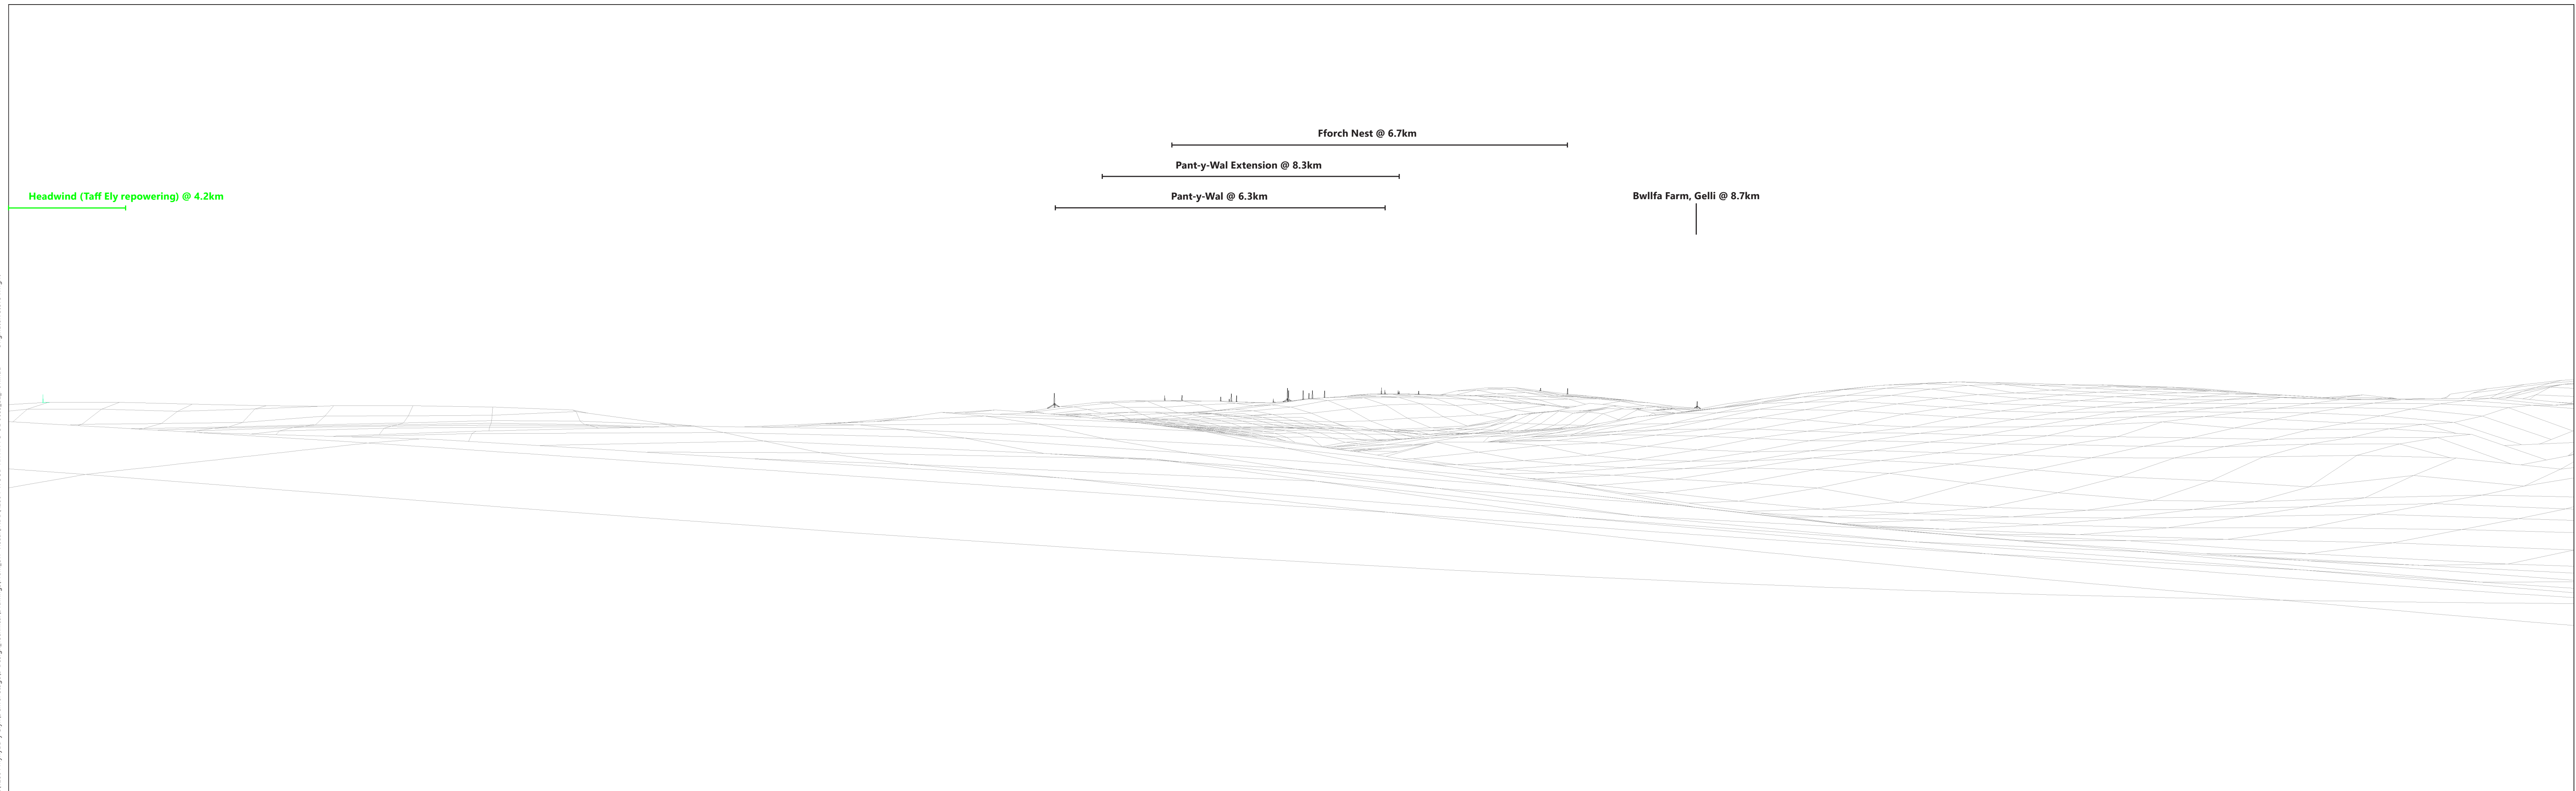 Fforch Nest @ 6.7km
Pant-y-Wal Extension @ 8.3km
Headwind (Taff Ely repowering) @ 4.2km
Pant-y-Wal @ 6.3km
Bwllfa Farm, Gelli @ 8.7km